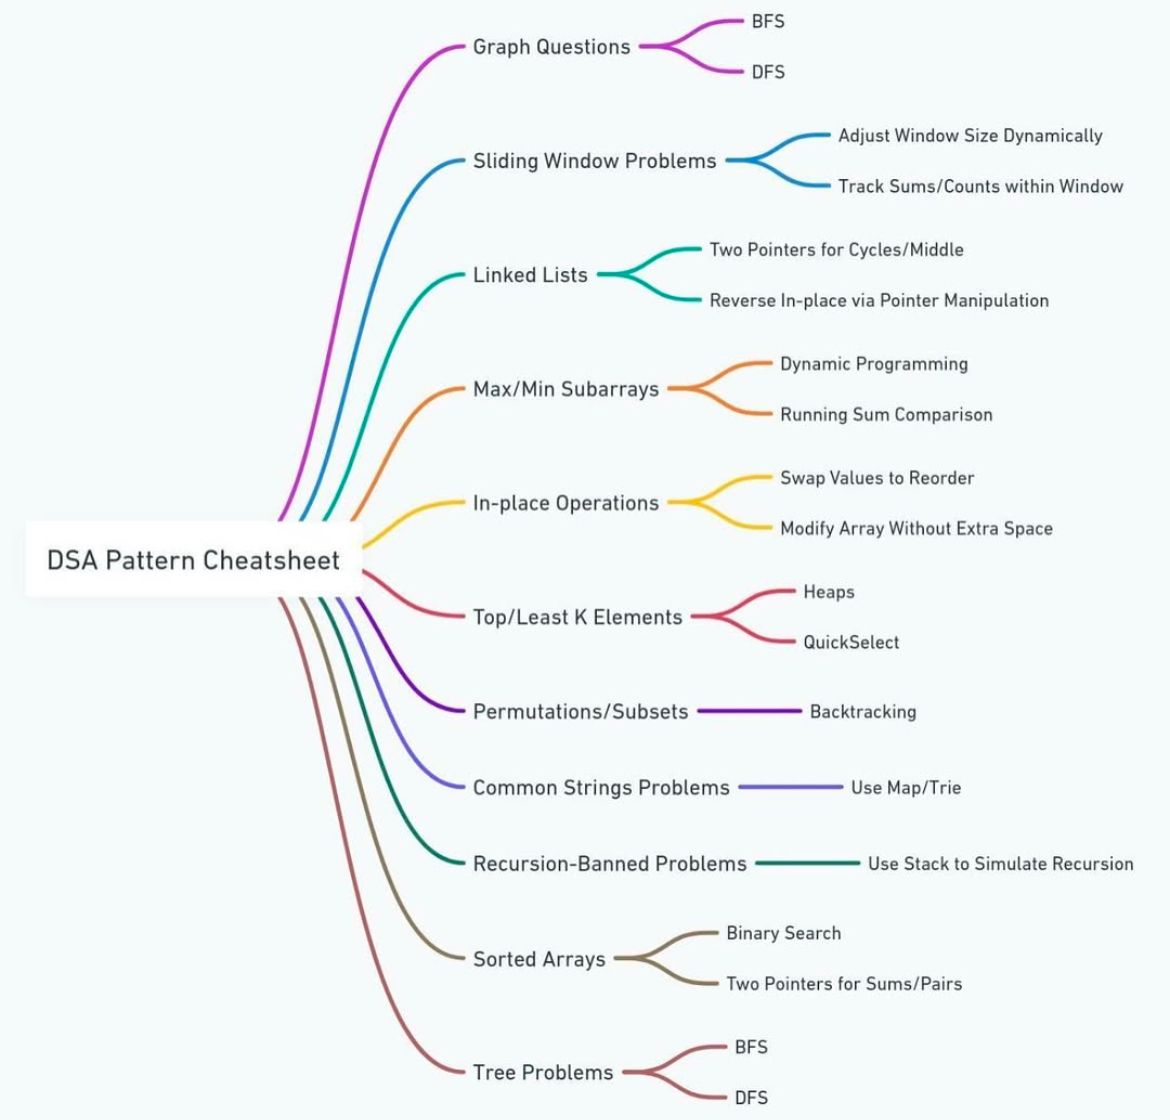 DSA Pattern Cheatsheet
Graph Questions
BFS
DFS
Sliding Window Problems
Adjust Window Size Dynamically
Track Sums/Counts within Window
Linked Lists
Two Pointers for Cycles/Middle
Reverse In-place via Pointer Manipulation
Max/Min Subarrays
Dynamic Programming
Running Sum Comparison
In-place Operations
Swap Values to Reorder
Modify Array Without Extra Space
Top/Least K Elements
Heaps
QuickSelect
Permutations/Subsets
Backtracking
Common Strings Problems
Use Map/Trie
Recursion-Banned Problems
Use Stack to Simulate Recursion
Sorted Arrays
Binary Search
Two Pointers for Sums/Pairs
Tree Problems
BFS
DFS